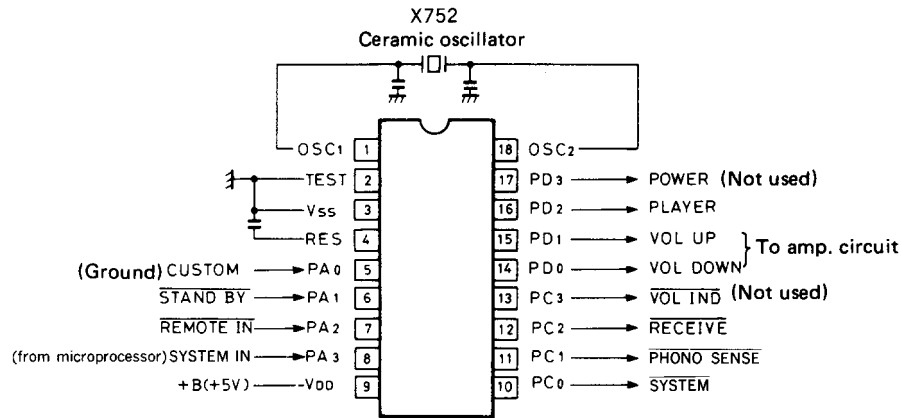 X752
Ceramic oscillator
OSC1 1 18 OSC2
TEST 2 17 PD3 POWER (Not used)
Vss 3 16 PD2 PLAYER
RES 4 15 PD1 VOL UP
To amp. circuit
(Ground) CUSTOM PA0 5 14 PD0 VOL DOWN
STAND BY PA1 6 13 PC3 VOL IND (Not used)
REMOTE IN PA2 7 12 PC2 RECEIVE
(from microprocessor) SYSTEM IN PA3 8 11 PC1 PHONO SENSE
+B(+5V) VDD 9 10 PC0 SYSTEM